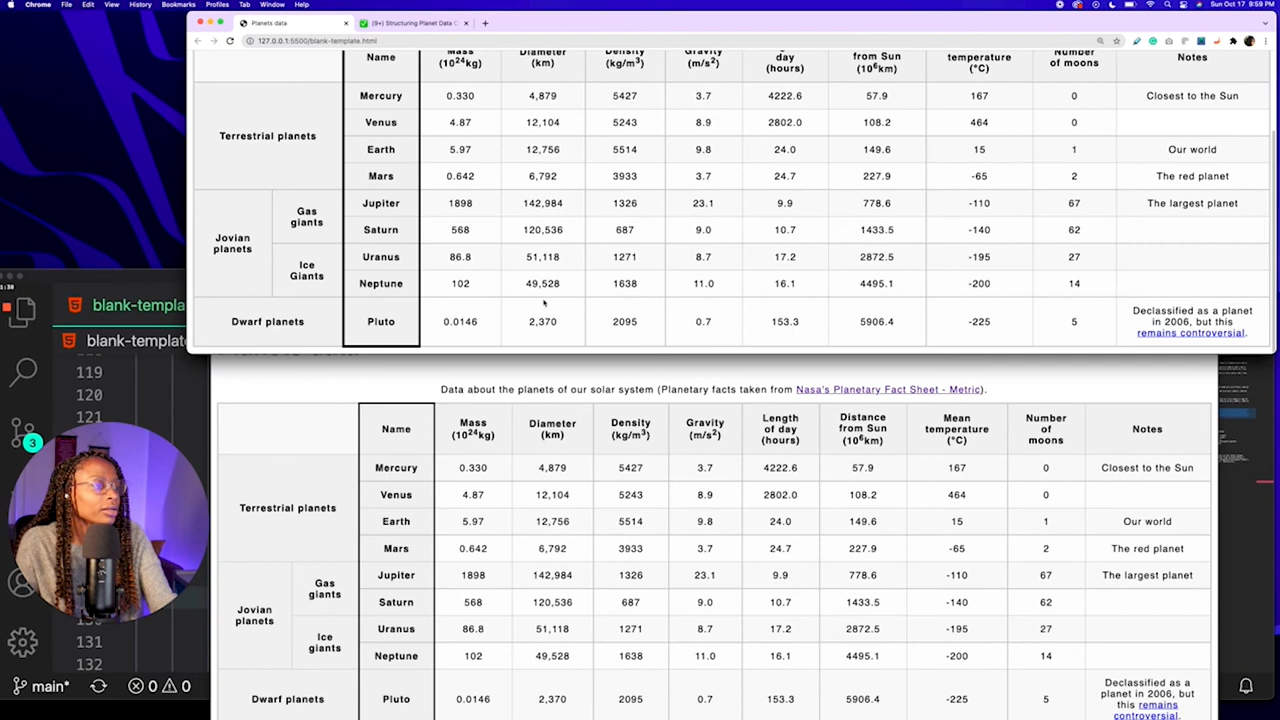 Chrome File Edit View History Bookmarks Profiles Tab Window Help Sun Oct 17 9:59 PM
Planets data (9+) Structuring Planet Data
127.0.0.1:5500/blank-template.html
Name Mass (10²⁴kg) Diameter (km) Density (kg/m³) Gravity (m/s²) day (hours) from Sun (10⁶km) temperature (°C) Number of moons Notes
Terrestrial planets
Mercury 0.330 4,879 5427 3.7 4222.6 57.9 167 0 Closest to the Sun
Venus 4.87 12,104 5243 8.9 2802.0 108.2 464 0
Earth 5.97 12,756 5514 9.8 24.0 149.6 15 1 Our world
Mars 0.642 6,792 3933 3.7 24.7 227.9 -65 2 The red planet
Jovian planets
Gas giants
Jupiter 1898 142,984 1326 23.1 9.9 778.6 -110 67 The largest planet
Saturn 568 120,536 687 9.0 10.7 1433.5 -140 62
Ice Giants
Uranus 86.8 51,118 1271 8.7 17.2 2872.5 -195 27
Neptune 102 49,528 1638 11.0 16.1 4495.1 -200 14
Dwarf planets Pluto 0.0146 2,370 2095 0.7 153.3 5906.4 -225 5 Declassified as a planet
in 2006, but this
remains controversial.
blank-templa
blank-template
119
120
121
131
132
3
main* 0 0
Data about the planets of our solar system (Planetary facts taken from Nasa's Planetary Fact Sheet - Metric).
Name Mass (10²⁴kg) Diameter (km) Density (kg/m³) Gravity (m/s²) Length of day (hours) Distance from Sun (10⁶km) Mean temperature (°C) Number of moons Notes
Terrestrial planets
Mercury 0.330 4,879 5427 3.7 4222.6 57.9 167 0 Closest to the Sun
Venus 4.87 12,104 5243 8.9 2802.0 108.2 464 0
Earth 5.97 12,756 5514 9.8 24.0 149.6 15 1 Our world
Mars 0.642 6,792 3933 3.7 24.7 227.9 -65 2 The red planet
Jovian planets
Gas giants
Jupiter 1898 142,984 1326 23.1 9.9 778.6 -110 67 The largest planet
Saturn 568 120,536 687 9.0 10.7 1433.5 -140 62
Ice giants
Uranus 86.8 51,118 1271 8.7 17.2 2872.5 -195 27
Neptune 102 49,528 1638 11.0 16.1 4495.1 -200 14
Dwarf planets Pluto 0.0146 2,370 2095 0.7 153.3 5906.4 -225 5 Declassified as a
planet in 2006, but
this remains
controversial.